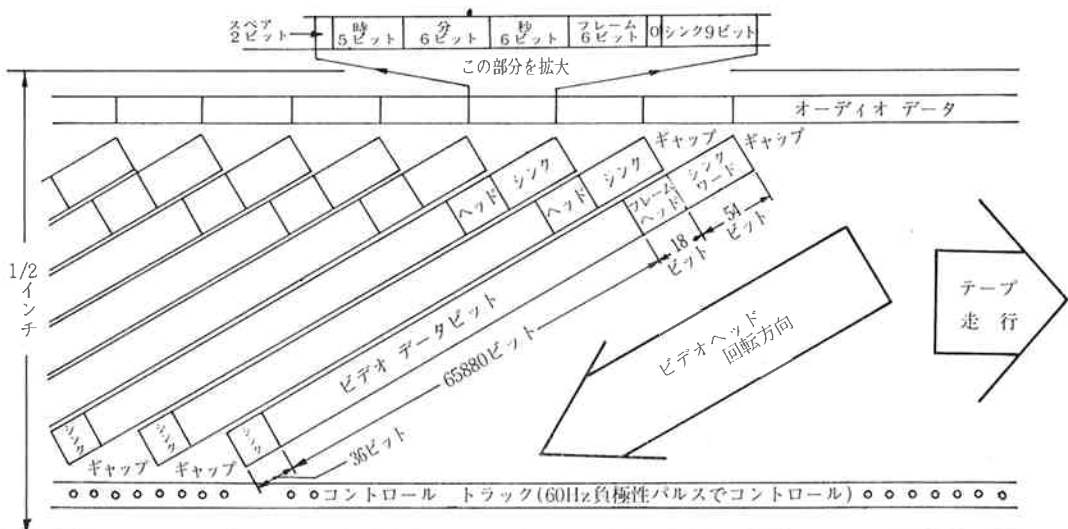 スペア
2ビット
時
5ビット
分
6ビット
秒
6ビット
フレーム
6ビット
0
シンク9ビット
この部分を拡大
オーディオ データ
ギャップ
ギャップ
シンク
ヘッド
シンク
ヘッド
シンク
ワード
フレーム
ヘッド
54
ビット
18
ビット
1/2
インチ
テープ
走 行
ビデオヘッド
回転方向
ビデオ データビット
65880ビット
36ビット
シンク
シンク
シンク
ギャップ
ギャップ
コントロール トラック(60Hz負極性パルスでコントロール)